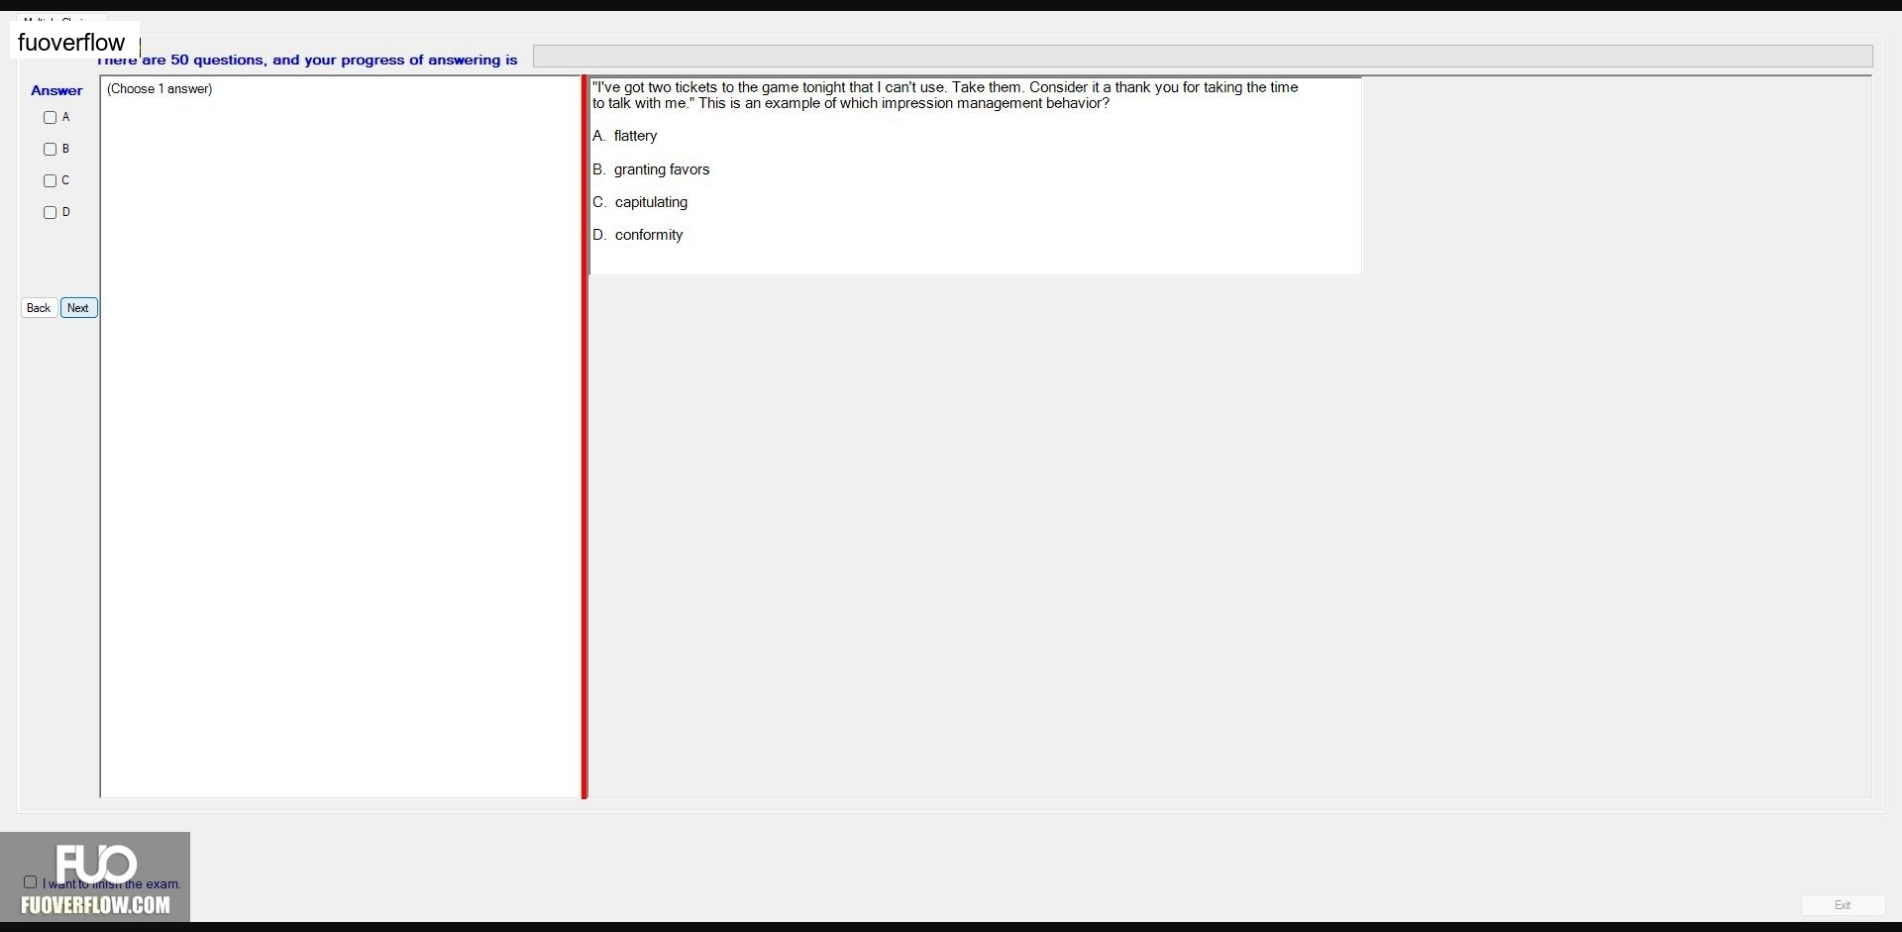 fuoverflow
There are 50 questions, and your progress of answering is
Answer
(Choose 1 answer)
A
B
C
D
Back
Next
"I've got two tickets to the game tonight that I can't use. Take them. Consider it a thank you for taking the time
to talk with me." This is an example of which impression management behavior?
A. flattery
B. granting favors
C. capitulating
D. conformity
FUO
I want to finish the exam.
FUOVERFLOW.COM
Exit